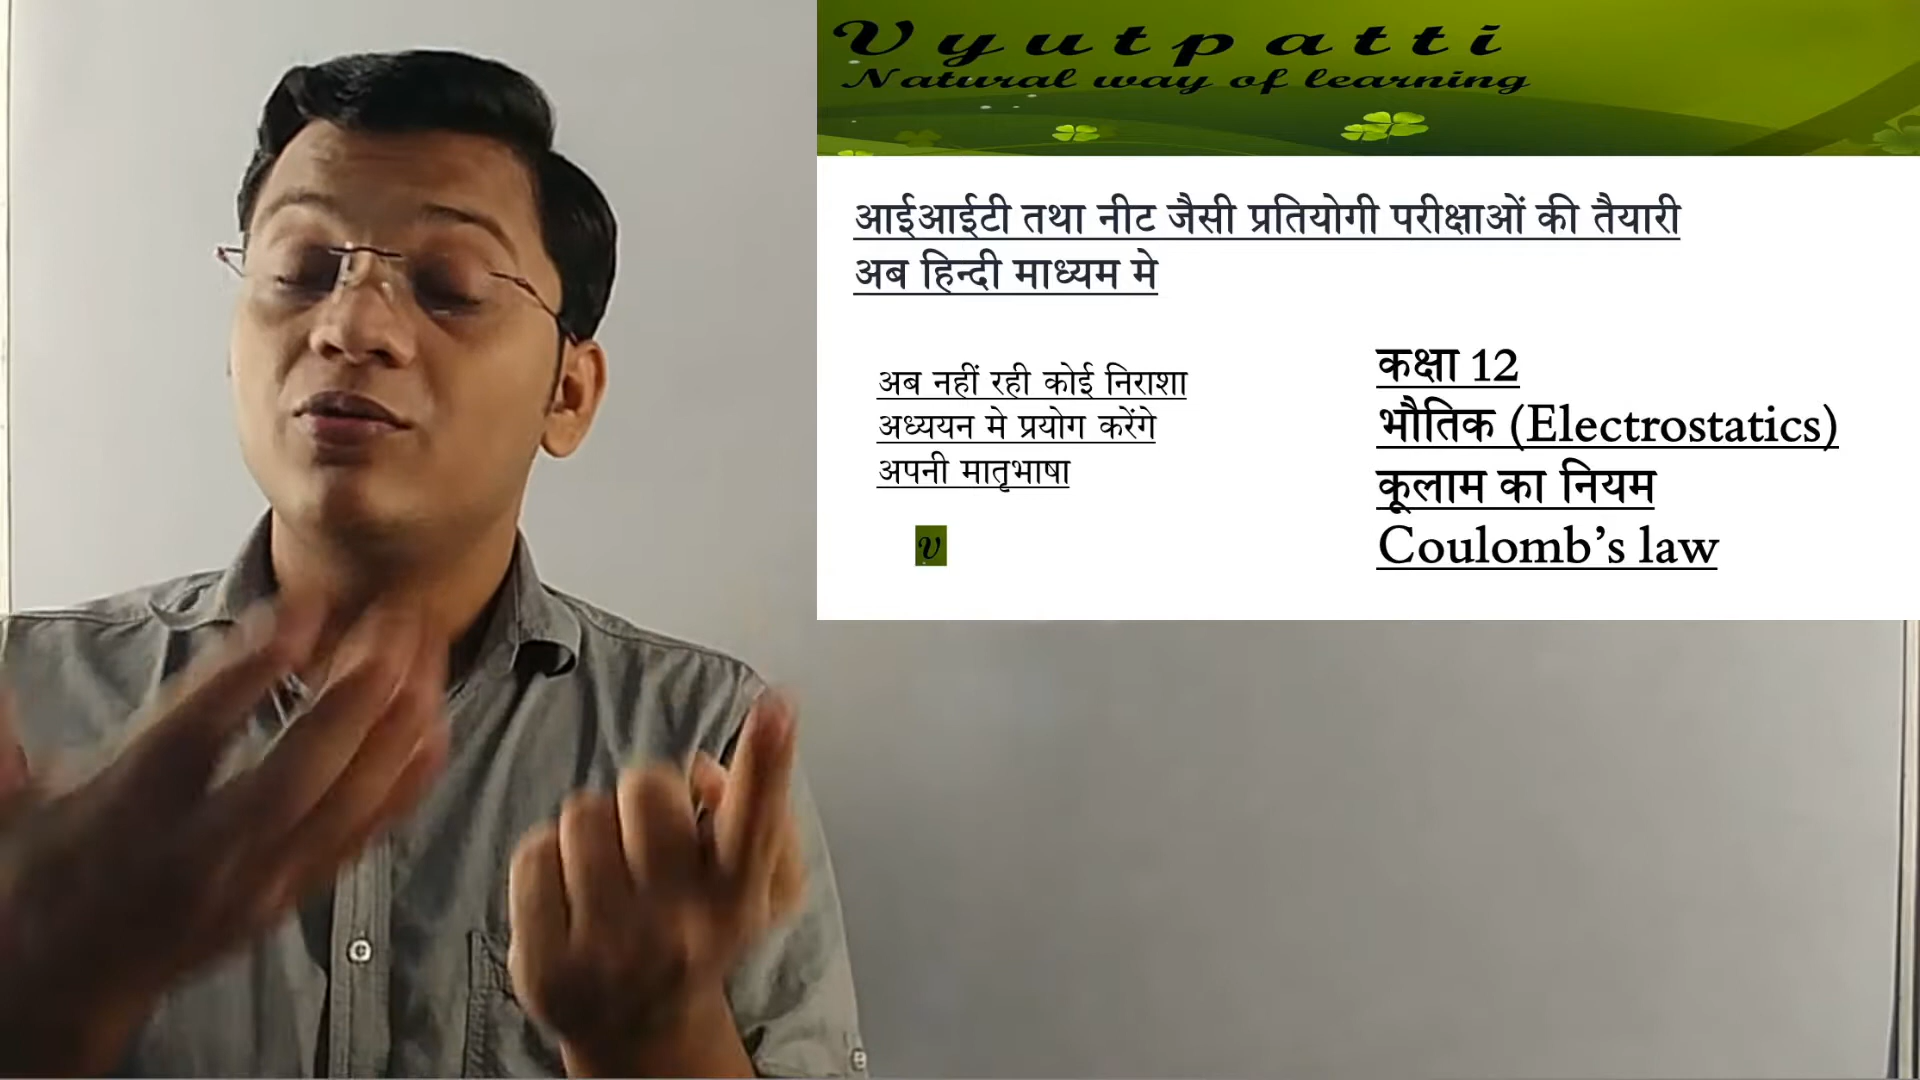 Vyutpatti
Natural way of learning
आईआईटी तथा नीट जैसी प्रतियोगी परीक्षाओं की तैयारी
अब हिन्दी माध्यम मे
अब नहीं रही कोई निराशा
अध्ययन मे प्रयोग करेंगे
अपनी मातृभाषा
v
कक्षा 12
भौतिक (Electrostatics)
कूलाम का नियम
Coulomb’s law